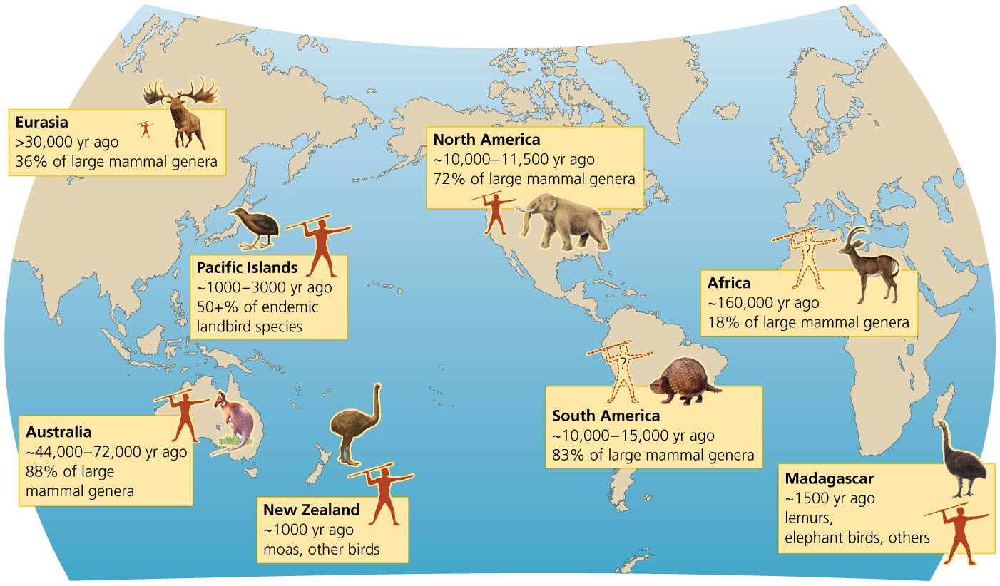 Eurasia
>30,000 yr ago
36% of large mammal genera
North America
~10,000–11,500 yr ago
72% of large mammal genera
Pacific Islands
~1000–3000 yr ago
50+% of endemic
landbird species
?
Africa
~160,000 yr ago
18% of large mammal genera
?
South America
~10,000–15,000 yr ago
83% of large mammal genera
Australia
~44,000–72,000 yr ago
88% of large
mammal genera
New Zealand
~1000 yr ago
moas, other birds
Madagascar
~1500 yr ago
lemurs,
elephant birds, others